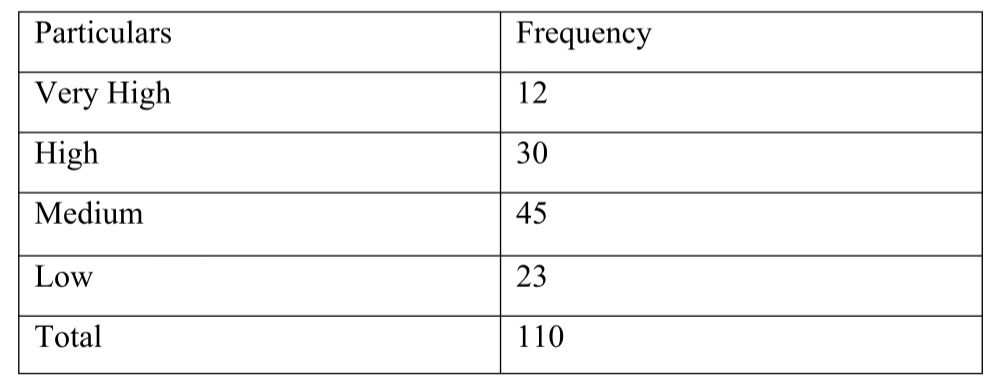 Particulars Frequency
Very High 12
High 30
Medium 45
Low 23
Total 110